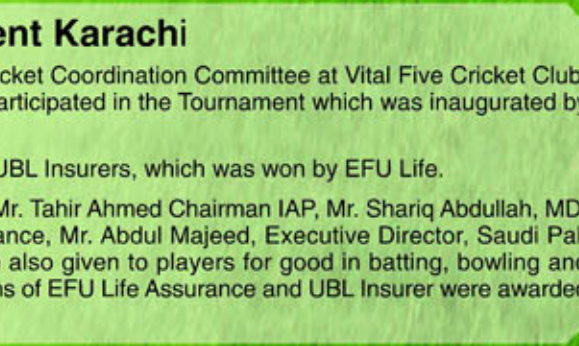 ent Karachi
cket Coordination Committee at Vital Five Cricket Club
articipated in the Tournament which was inaugurated by
UBL Insurers, which was won by EFU Life.
Mr. Tahir Ahmed Chairman IAP, Mr. Shariq Abdullah, MD
ance, Mr. Abdul Majeed, Executive Director, Saudi Pak
also given to players for good in batting, bowling and
ns of EFU Life Assurance and UBL Insurer were awarded